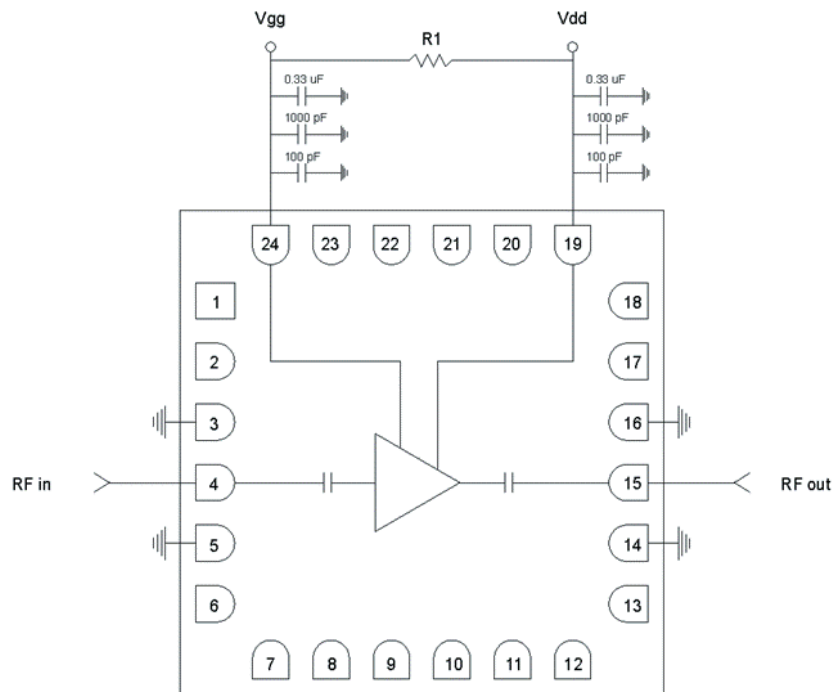 Vgg Vdd
R1
0.33 uF 0.33 uF
1000 pF 1000 pF
100 pF 100 pF
24 23 22 21 20 19
1 18
2 17
3 16
RF in 4 15 RF out
5 14
6 13
7 8 9 10 11 12